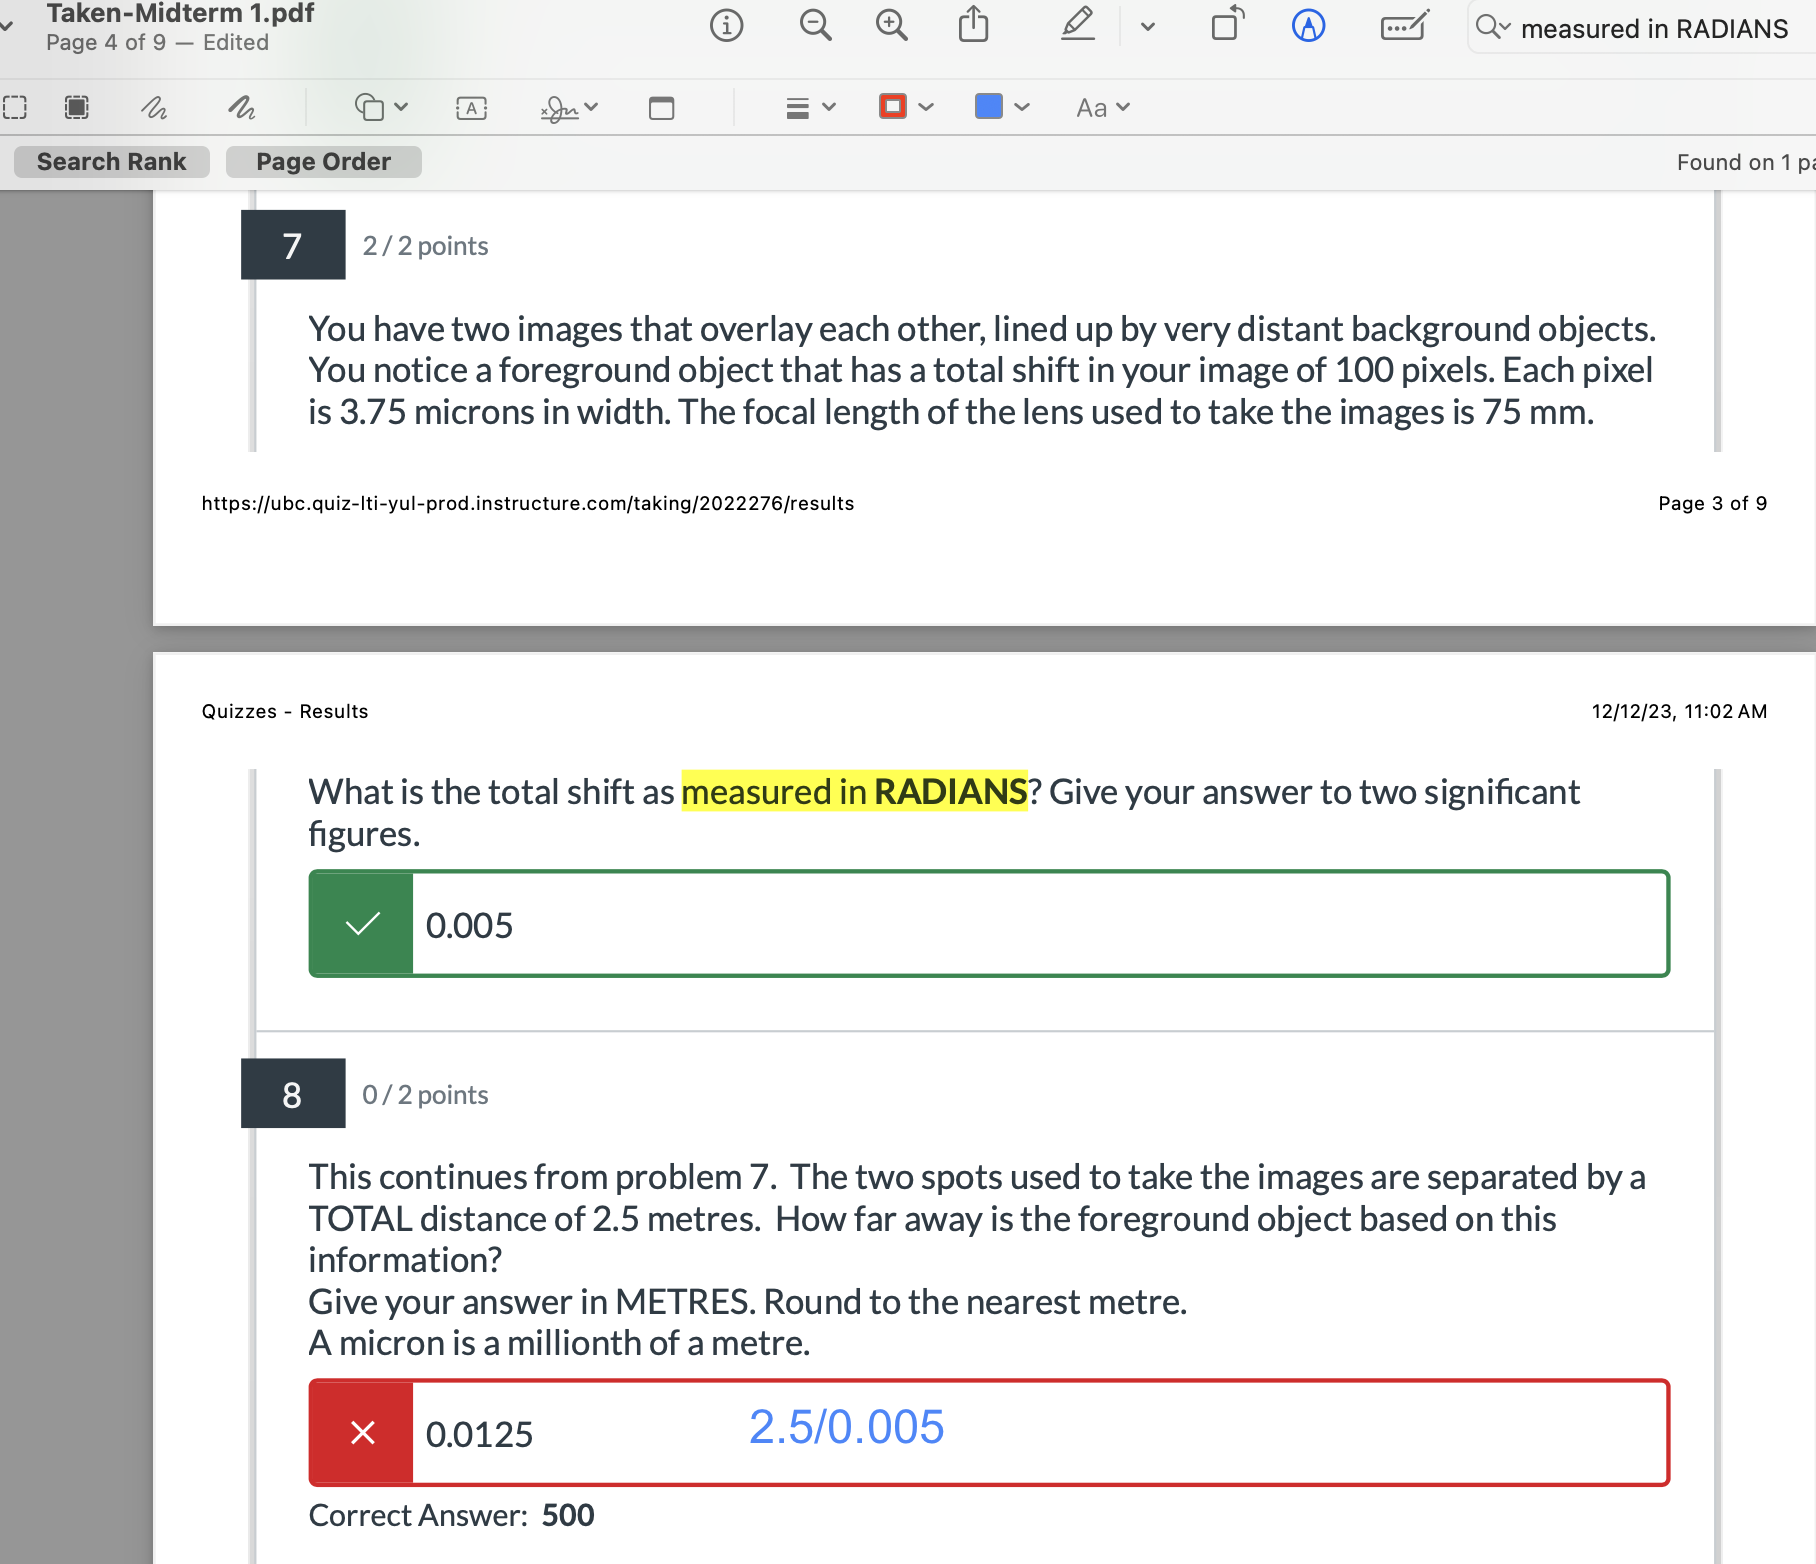 Taken-Midterm 1.pdf
Page 4 of 9 — Edited
measured in RADIANS
Aa
Search Rank
Page Order
Found on 1 pa
7
2 / 2 points
You have two images that overlay each other, lined up by very distant background objects.
You notice a foreground object that has a total shift in your image of 100 pixels. Each pixel
is 3.75 microns in width. The focal length of the lens used to take the images is 75 mm.
https://ubc.quiz-lti-yul-prod.instructure.com/taking/2022276/results
Page 3 of 9
Quizzes - Results
12/12/23, 11:02 AM
What is the total shift as measured in RADIANS? Give your answer to two significant
figures.
0.005
8
0 / 2 points
This continues from problem 7. The two spots used to take the images are separated by a
TOTAL distance of 2.5 metres. How far away is the foreground object based on this
information?
Give your answer in METRES. Round to the nearest metre.
A micron is a millionth of a metre.
0.0125
2.5/0.005
Correct Answer: 500